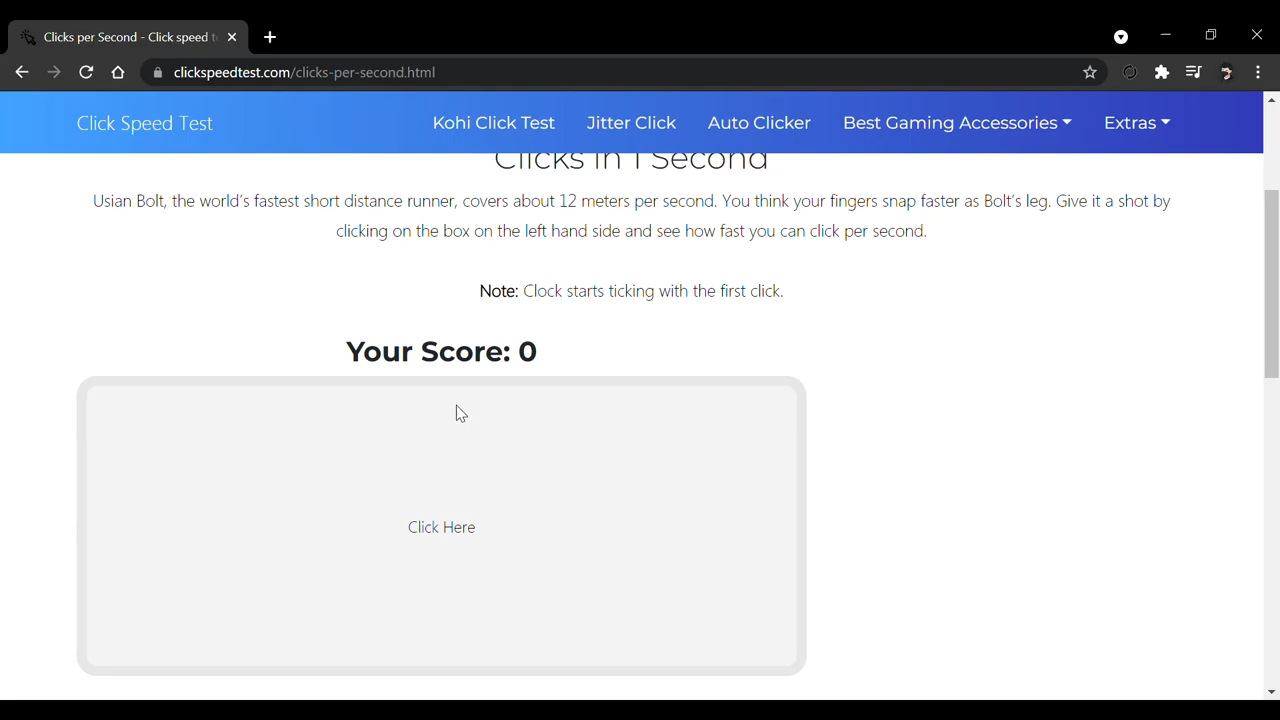 Clicks per Second - Click speed t
clickspeedtest.com/clicks-per-second.html
Click Speed Test
Kohi Click Test
Jitter Click
Auto Clicker
Best Gaming Accessories
Extras
Clicks in 1 Second
Usian Bolt, the world's fastest short distance runner, covers about 12 meters per second. You think your fingers snap faster as Bolt's leg. Give it a shot by
clicking on the box on the left hand side and see how fast you can click per second.
Note: Clock starts ticking with the first click.
Your Score: 0
Click Here